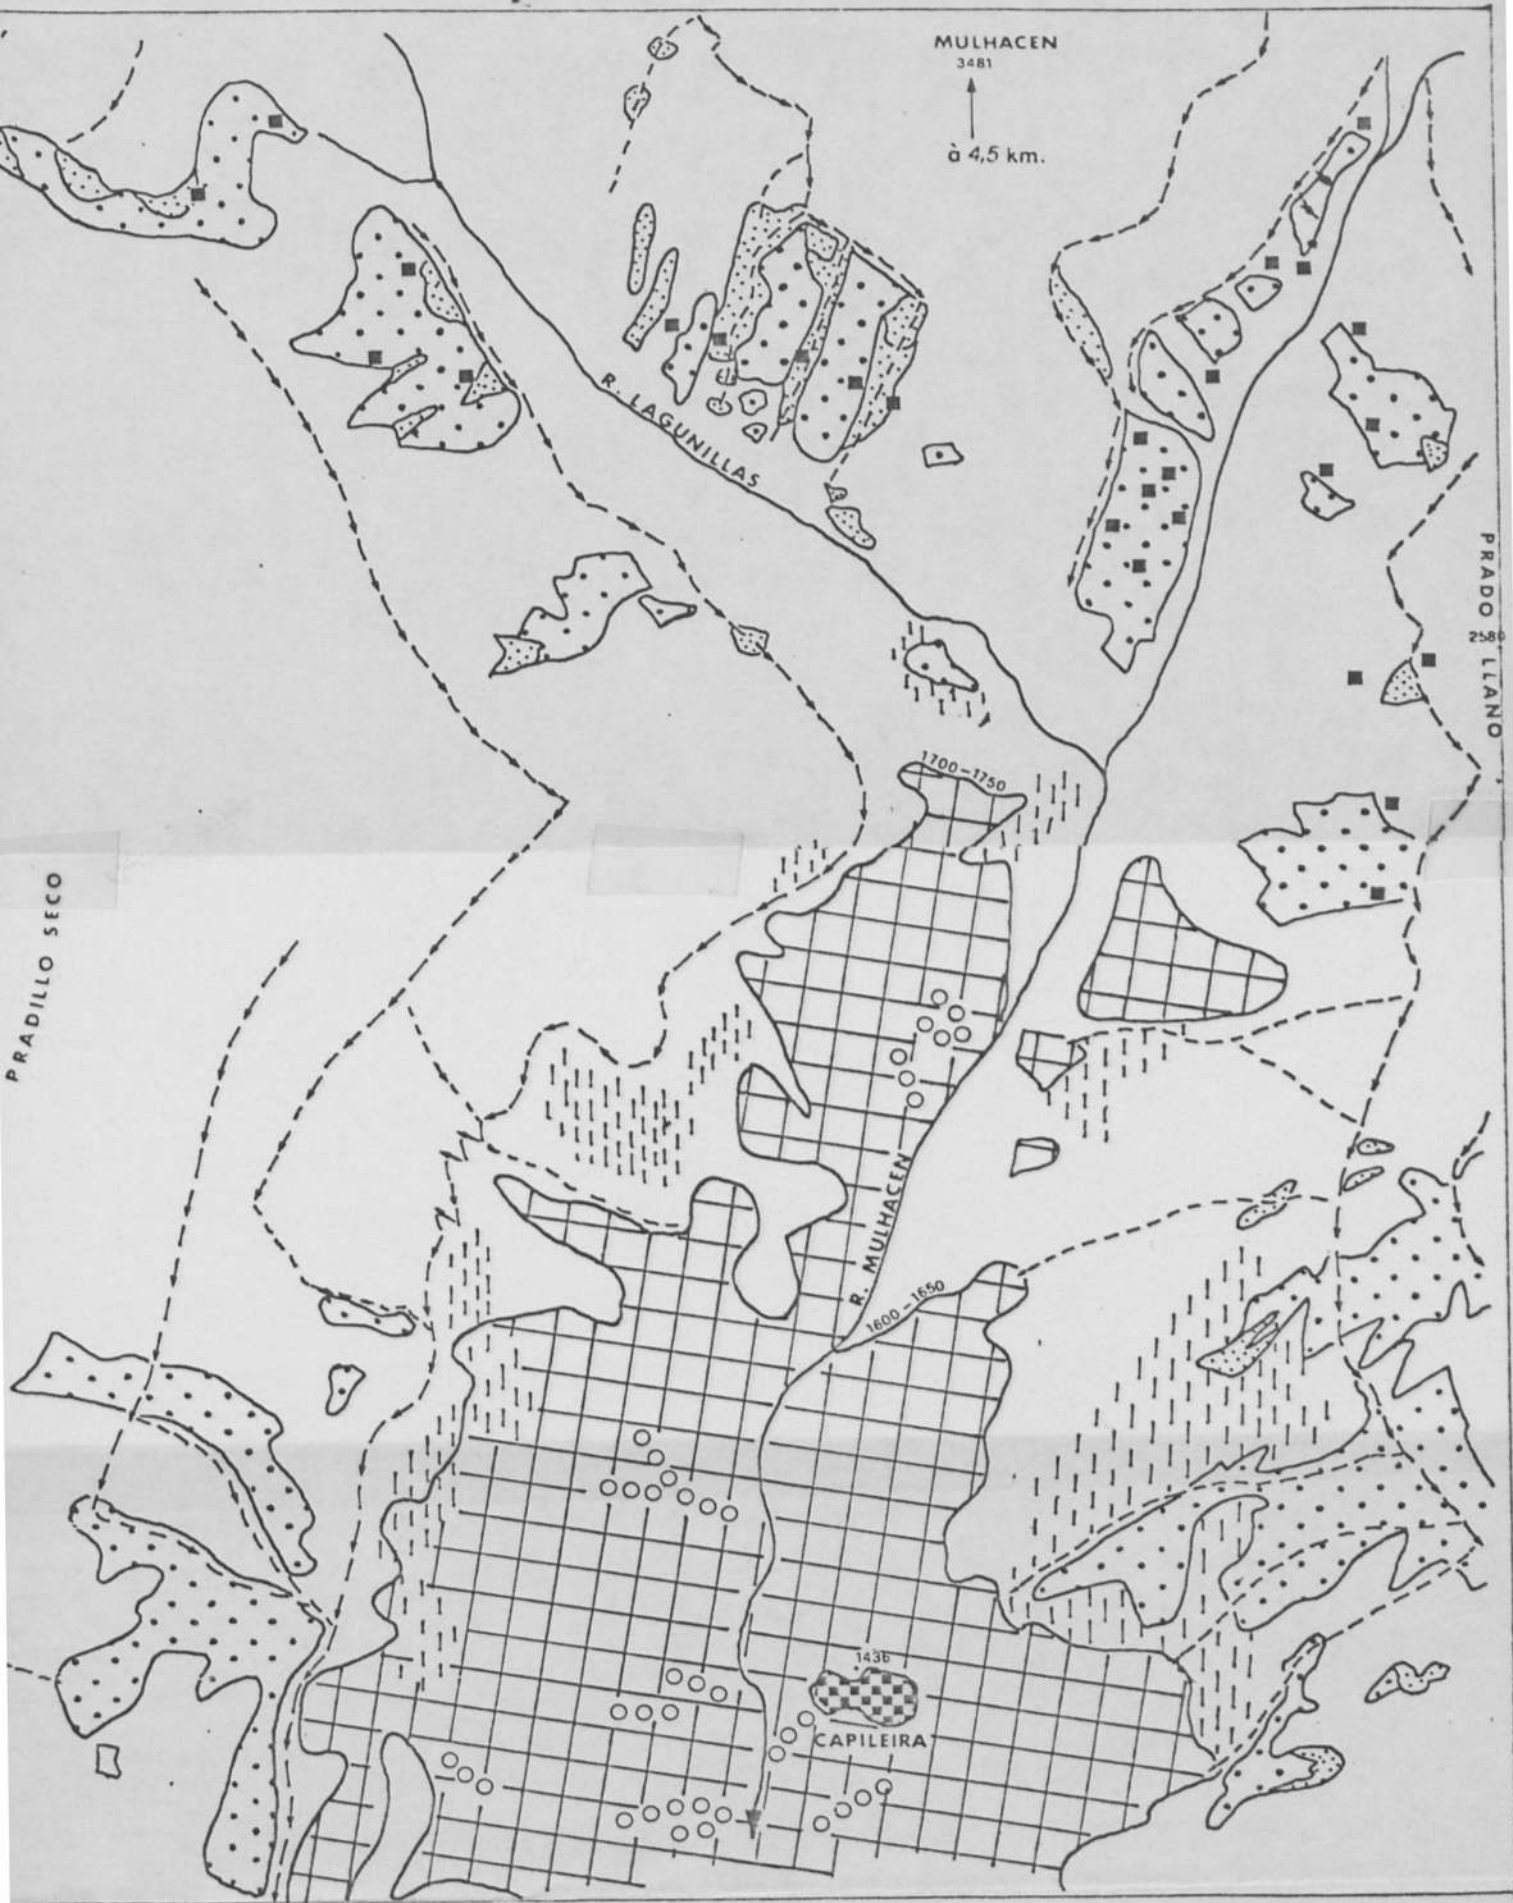 MULHACEN
3481
à 4,5 km.
R. LAGUNILLAS
PRADO LLANO
2580
1700-1750
PRADILLO SECO
R. MULHACEN
1600-1650
1436
CAPILEIRA